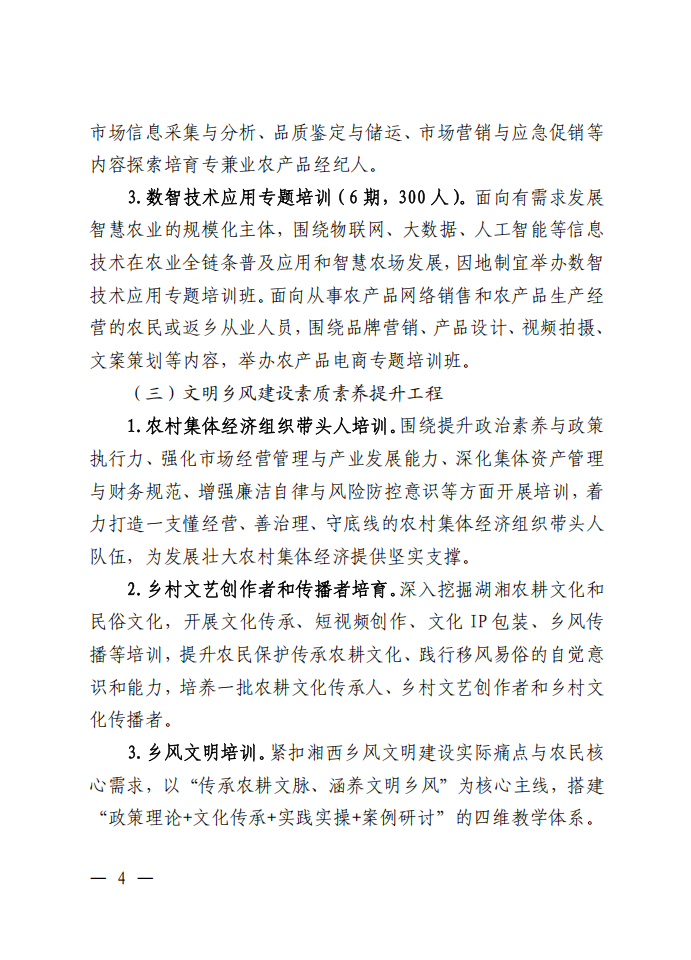 市场信息采集与分析、品质鉴定与储运、市场营销与应急促销等
内容探索培育专兼业农产品经纪人。
3.数智技术应用专题培训（6 期，300 人）。面向有需求发展
智慧农业的规模化主体，围绕物联网、大数据、人工智能等信息
技术在农业全链条普及应用和智慧农场发展，因地制宜举办数智
技术应用专题培训班。面向从事农产品网络销售和农产品生产经
营的农民或返乡从业人员，围绕品牌营销、产品设计、视频拍摄、
文案策划等内容，举办农产品电商专题培训班。
（三）文明乡风建设素质素养提升工程
1.农村集体经济组织带头人培训。围绕提升政治素养与政策
执行力、强化市场经营管理与产业发展能力、深化集体资产管理
与财务规范、增强廉洁自律与风险防控意识等方面开展培训，着
力打造一支懂经营、善治理、守底线的农村集体经济组织带头人
队伍，为发展壮大农村集体经济提供坚实支撑。
2.乡村文艺创作者和传播者培育。深入挖掘湖湘农耕文化和
民俗文化，开展文化传承、短视频创作、文化 IP 包装、乡风传
播等培训，提升农民保护传承农耕文化、践行移风易俗的自觉意
识和能力，培养一批农耕文化传承人、乡村文艺创作者和乡村文
化传播者。
3.乡风文明培训。紧扣湘西乡风文明建设实际痛点与农民核
心需求，以“传承农耕文脉、涵养文明乡风”为核心主线，搭建
“政策理论+文化传承+实践实操+案例研讨”的四维教学体系。
— 4 —